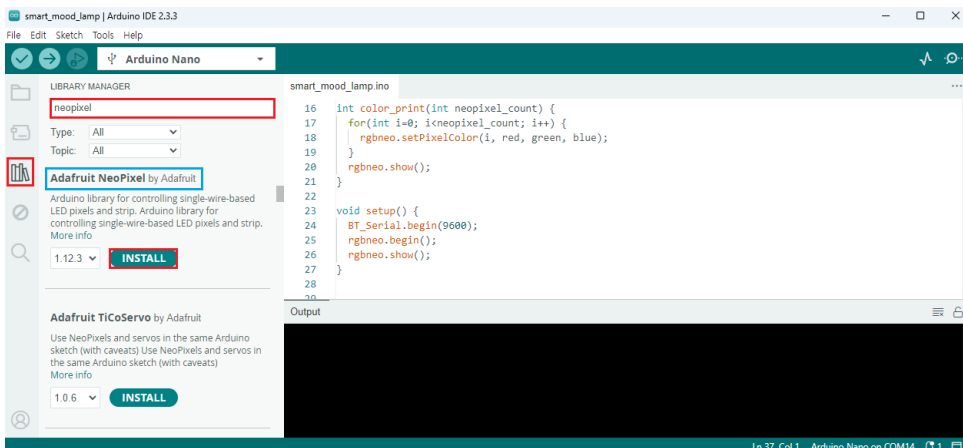 smart_mood_lamp | Arduino IDE 2.3.3
File Edit Sketch Tools Help
Arduino Nano
LIBRARY MANAGER
neopixel
Type: All
Topic: All
Adafruit NeoPixel by Adafruit
Arduino library for controlling single-wire-based
LED pixels and strip. Arduino library for
controlling single-wire-based LED pixels and strip.
More info
1.12.3 INSTALL
Adafruit TiCoServo by Adafruit
Use NeoPixels and servos in the same Arduino
sketch (with caveats) Use NeoPixels and servos in
the same Arduino sketch (with caveats)
More info
1.0.6 INSTALL
smart_mood_lamp.ino
16 int color_print(int neopixel_count) {
17 for(int i=0; i<neopixel_count; i++) {
18 rgbneo.setPixelColor(i, red, green, blue);
19 }
20 rgbneo.show();
21 }
22
23 void setup() {
24 BT_Serial.begin(9600);
25 rgbneo.begin();
26 rgbneo.show();
27 }
28
29
Output
Ln 37, Col 1 Arduino Nano on COM14 1